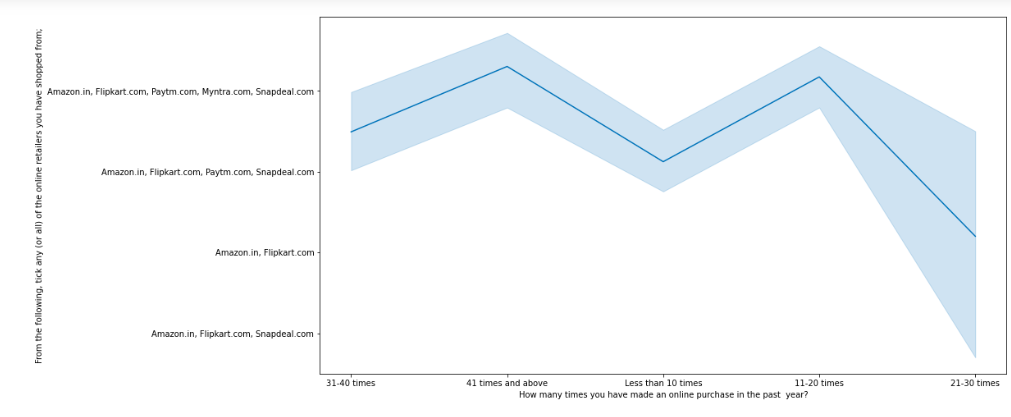 From the following, tick any (or all) of the online retailers you have shopped from;
Amazon.in, Flipkart.com, Paytm.com, Myntra.com, Snapdeal.com
Amazon.in, Flipkart.com, Paytm.com, Snapdeal.com
Amazon.in, Flipkart.com
Amazon.in, Flipkart.com, Snapdeal.com
31-40 times
41 times and above
Less than 10 times
11-20 times
21-30 times
How many times you have made an online purchase in the past  year?